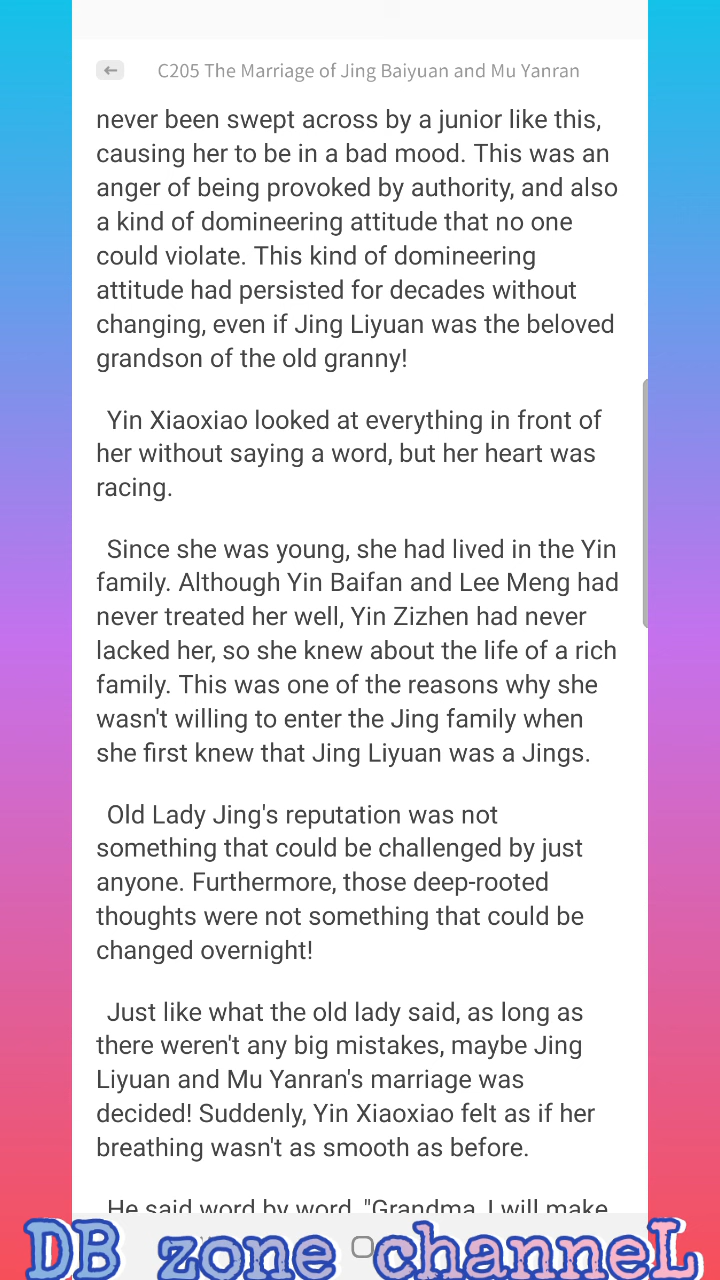 C205 The Marriage of Jing Baiyuan and Mu Yanran
never been swept across by a junior like this,
causing her to be in a bad mood. This was an
anger of being provoked by authority, and also
a kind of domineering attitude that no one
could violate. This kind of domineering
attitude had persisted for decades without
changing, even if Jing Liyuan was the beloved
grandson of the old granny!
Yin Xiaoxiao looked at everything in front of
her without saying a word, but her heart was
racing.
Since she was young, she had lived in the Yin
family. Although Yin Baifan and Lee Meng had
never treated her well, Yin Zizhen had never
lacked her, so she knew about the life of a rich
family. This was one of the reasons why she
wasn't willing to enter the Jing family when
she first knew that Jing Liyuan was a Jings.
Old Lady Jing's reputation was not
something that could be challenged by just
anyone. Furthermore, those deep-rooted
thoughts were not something that could be
changed overnight!
Just like what the old lady said, as long as
there weren't any big mistakes, maybe Jing
Liyuan and Mu Yanran's marriage was
decided! Suddenly, Yin Xiaoxiao felt as if her
breathing wasn't as smooth as before.
He said word by word, "Grandma, I will make
DB zone channeL